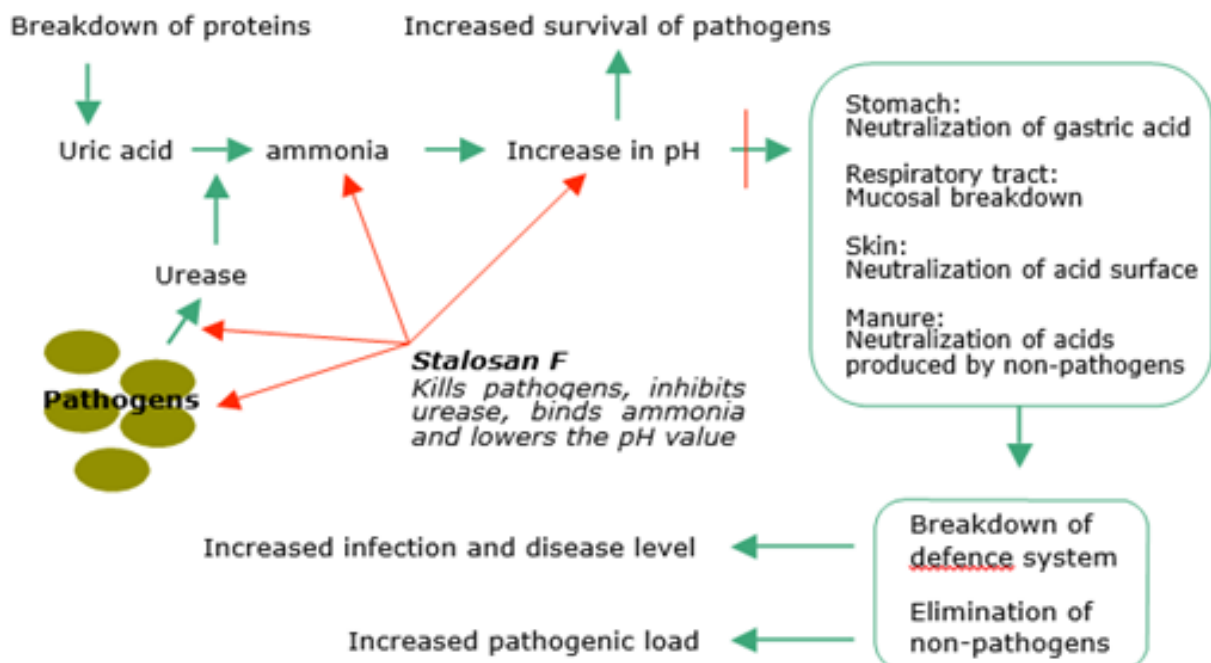 Breakdown of proteins
Increased survival of pathogens
Uric acid
ammonia
Increase in pH
Urease
Pathogens
Stalosan F
Kills pathogens, inhibits
urease, binds ammonia
and lowers the pH value
Stomach:
Neutralization of gastric acid
Respiratory tract:
Mucosal breakdown
Skin:
Neutralization of acid surface
Manure:
Neutralization of acids
produced by non-pathogens
Breakdown of
defence system
Elimination of
non-pathogens
Increased infection and disease level
Increased pathogenic load